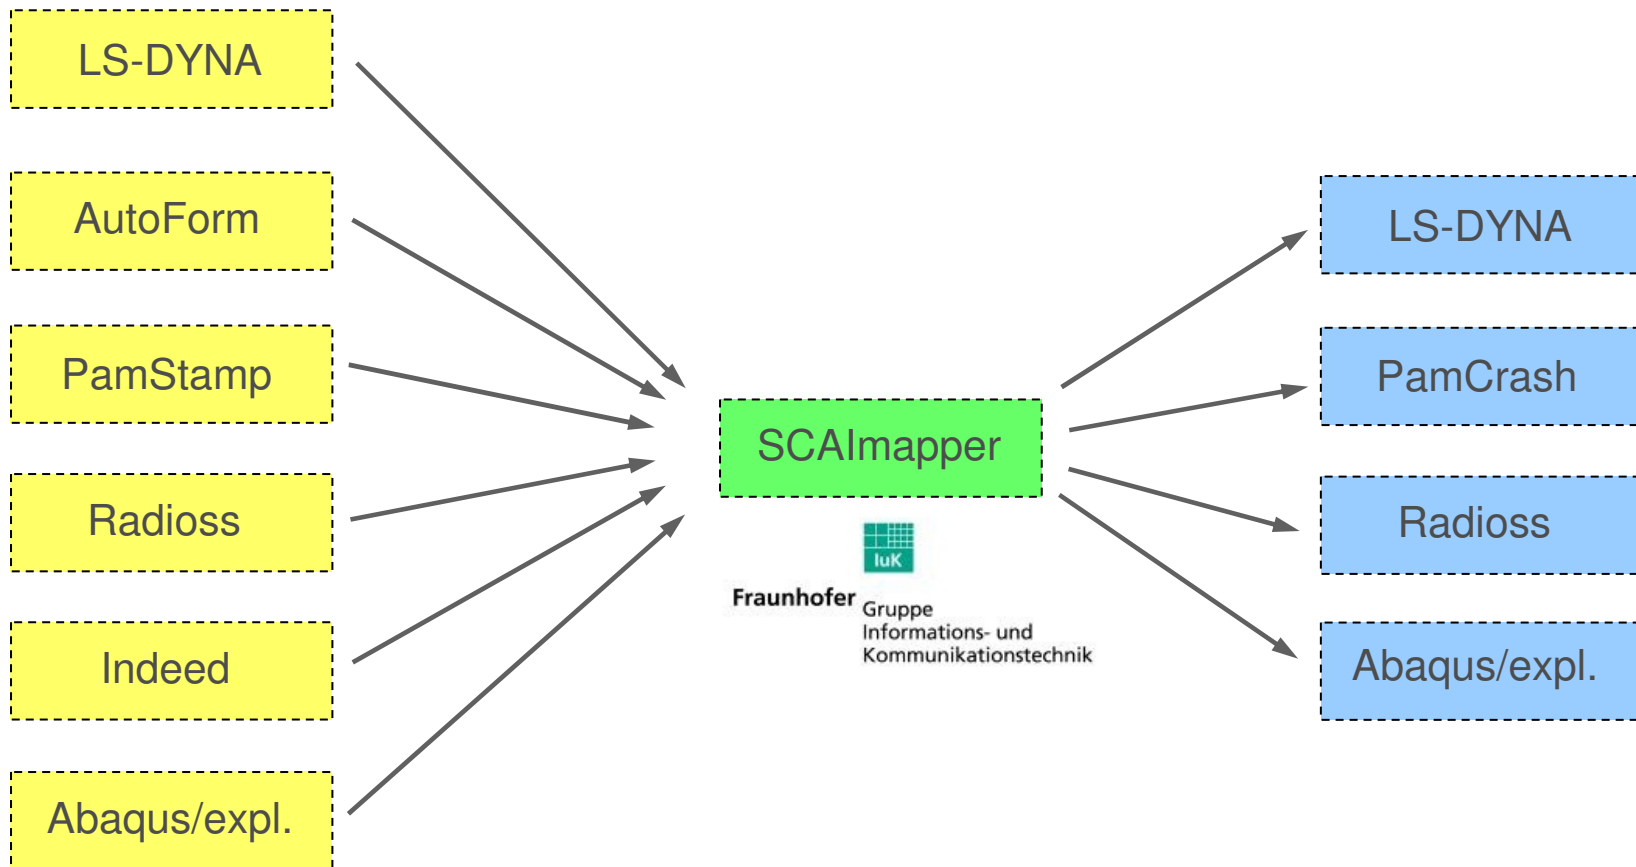 LS-DYNA
AutoForm
PamStamp
Radioss
Indeed
Abaqus/expl.
SCAImapper
IuK
Fraunhofer
Gruppe
Informations- und
Kommunikationstechnik
LS-DYNA
PamCrash
Radioss
Abaqus/expl.